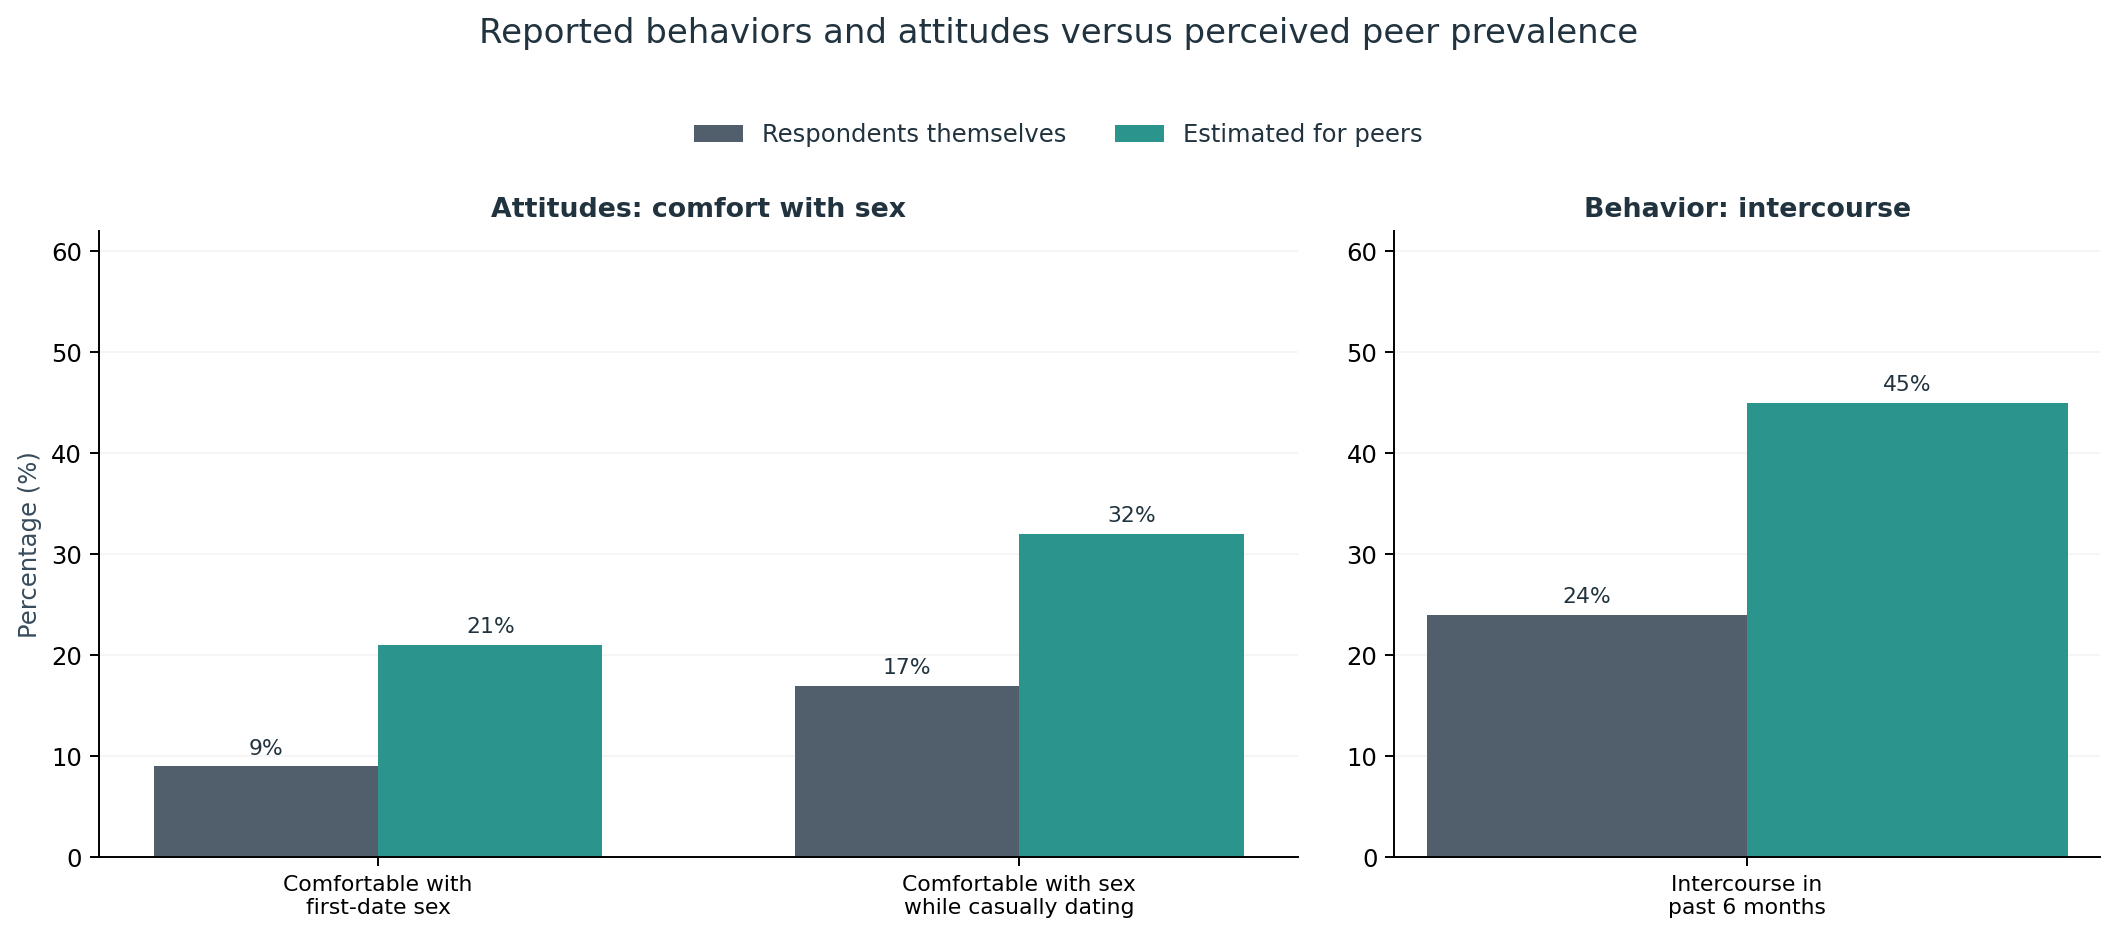 Reported behaviors and attitudes versus perceived peer prevalence
Respondents themselves
Estimated for peers
Attitudes: comfort with sex
Percentage (%)
60
50
40
30
20
10
0
9%
21%
17%
32%
Comfortable with
first-date sex
Comfortable with sex
while casually dating
Behavior: intercourse
60
50
40
30
20
10
0
24%
45%
Intercourse in
past 6 months